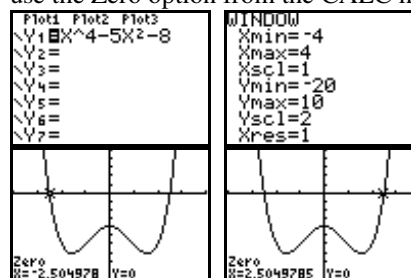 use the Zero option from the CALC
Plot1 Plot2 Plot3
\Y1=X^4-5X²-8
\Y2=
\Y3=
\Y4=
\Y5=
\Y6=
\Y7=
WINDOW
Xmin=-4
Xmax=4
Xscl=1
Ymin=-20
Ymax=10
Yscl=2
Xres=1
Zero
X=-2.504978 Y=0
Zero
X=2.5049785 Y=0